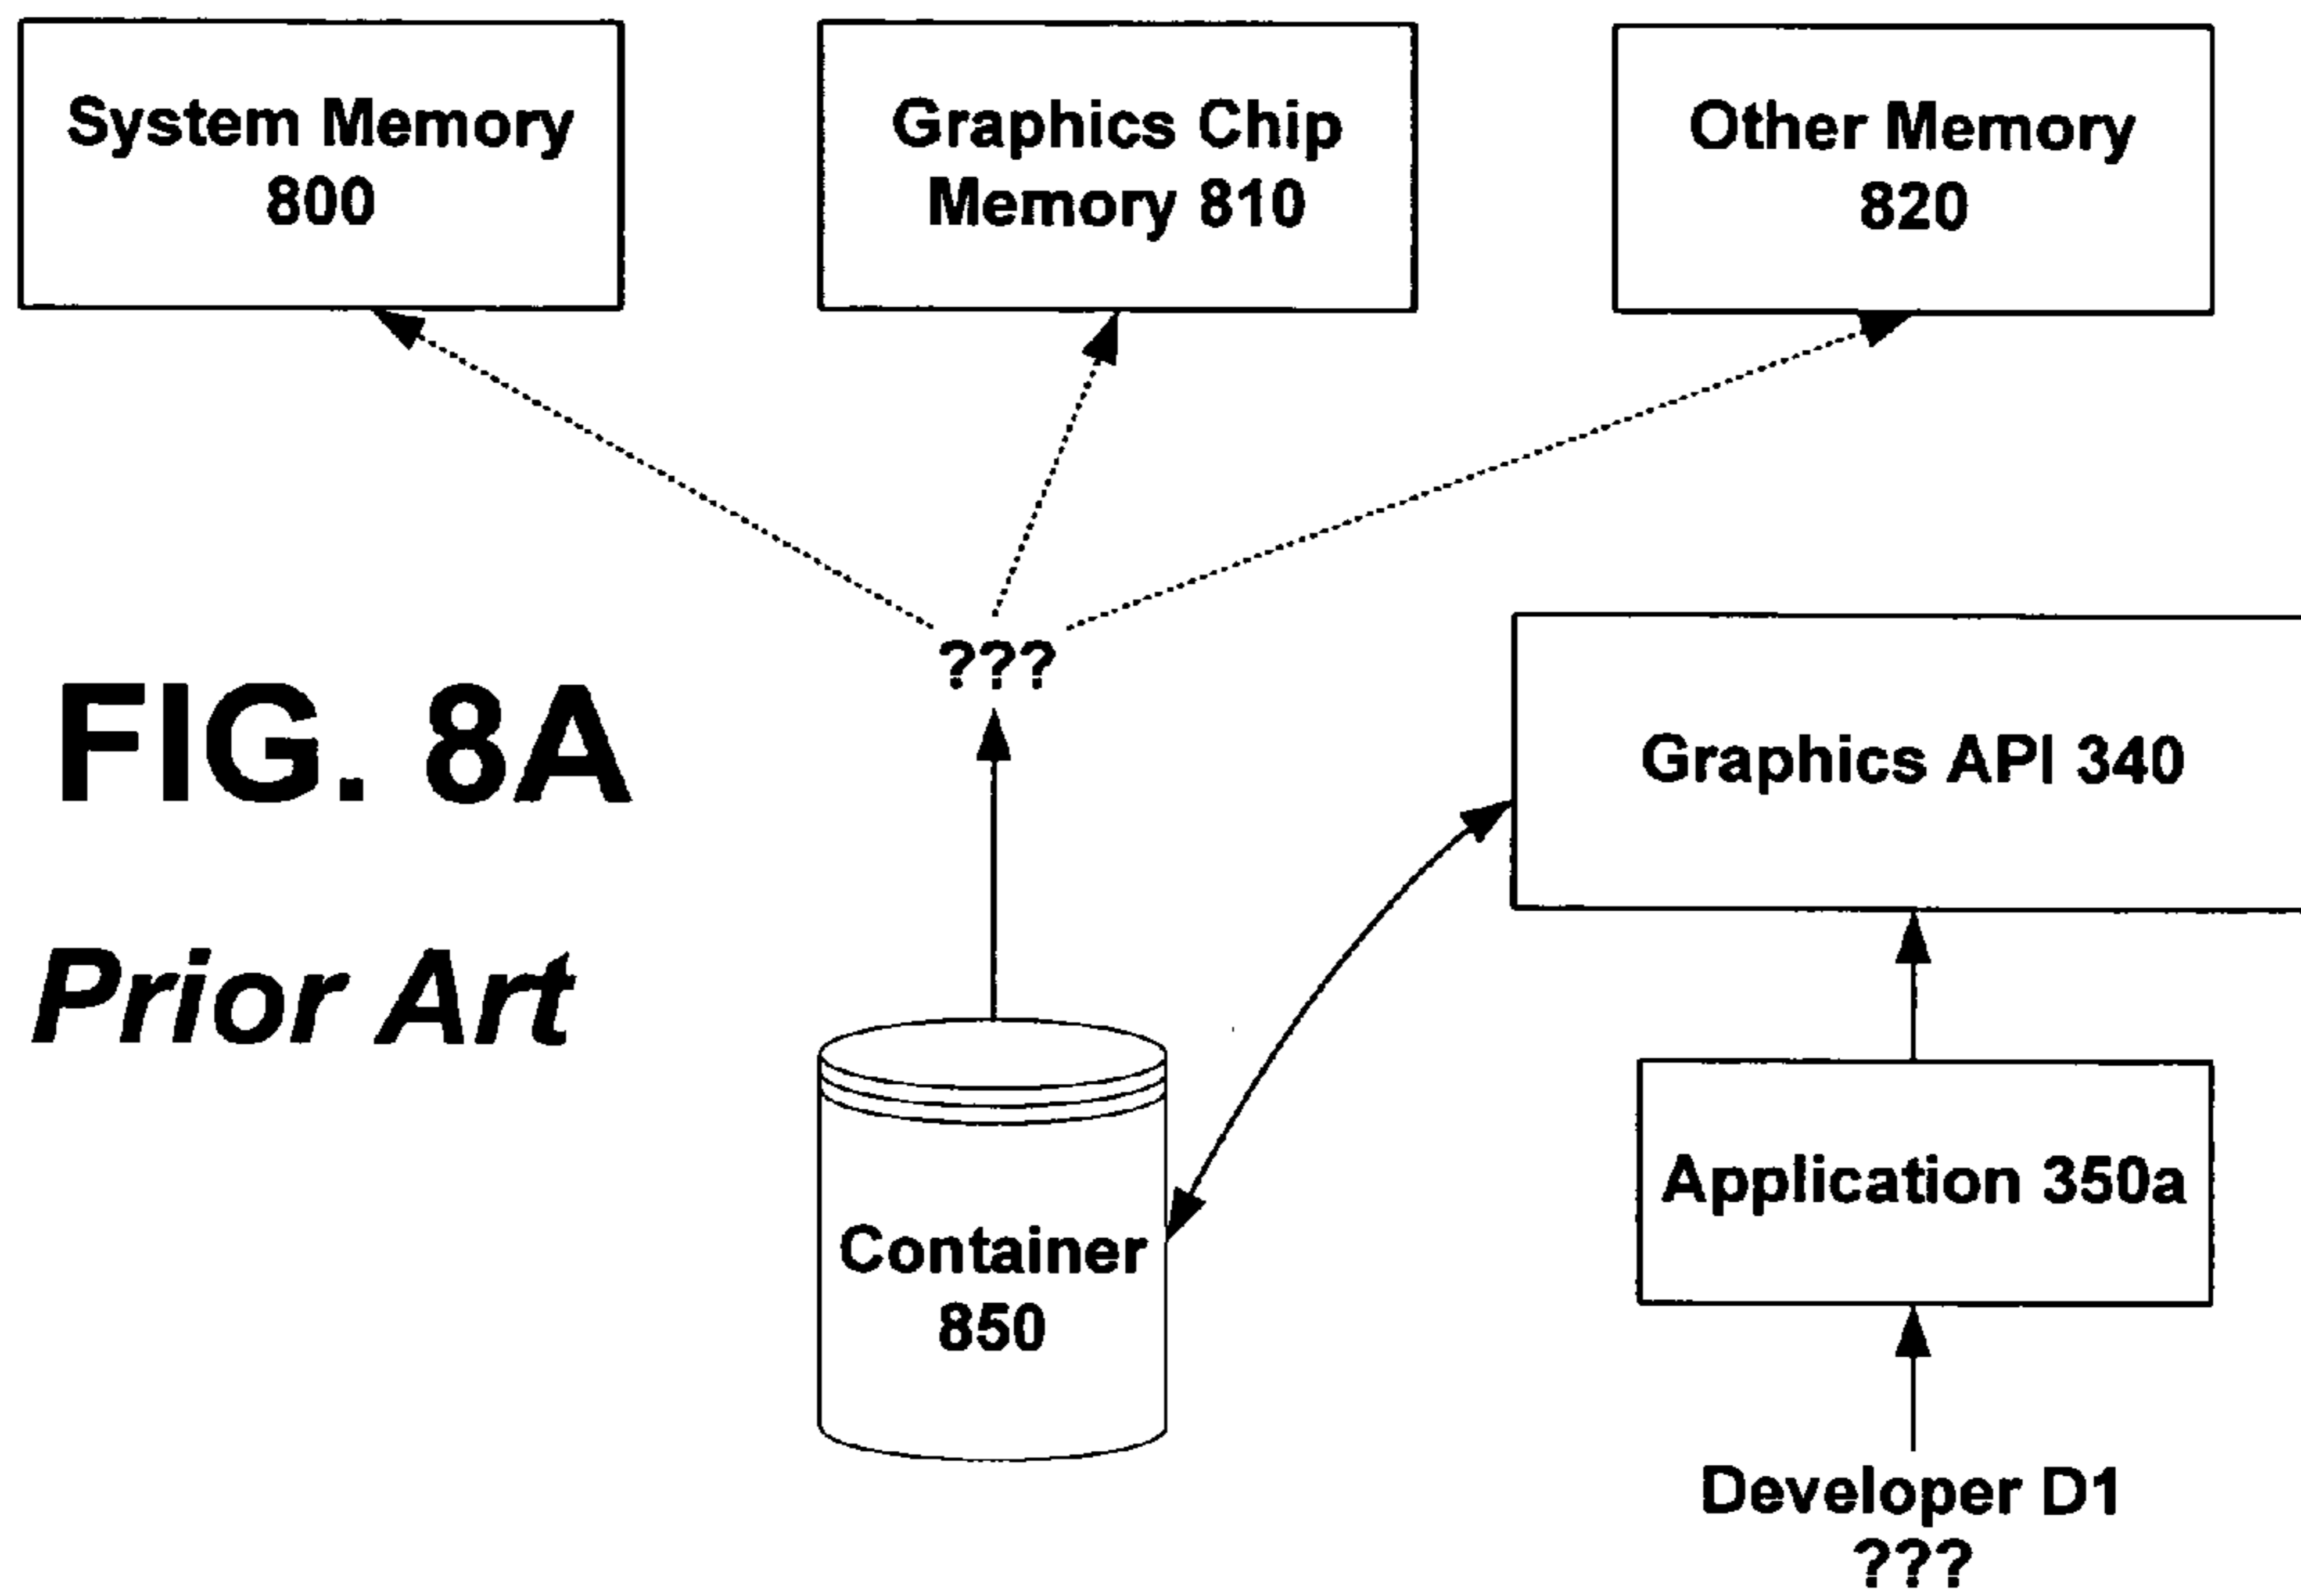 System Memory
800
Graphics Chip
Memory 810
Other Memory
820
???
FIG. 8A
Prior Art
Graphics API 340
Application 350a
Container
850
Developer D1
???